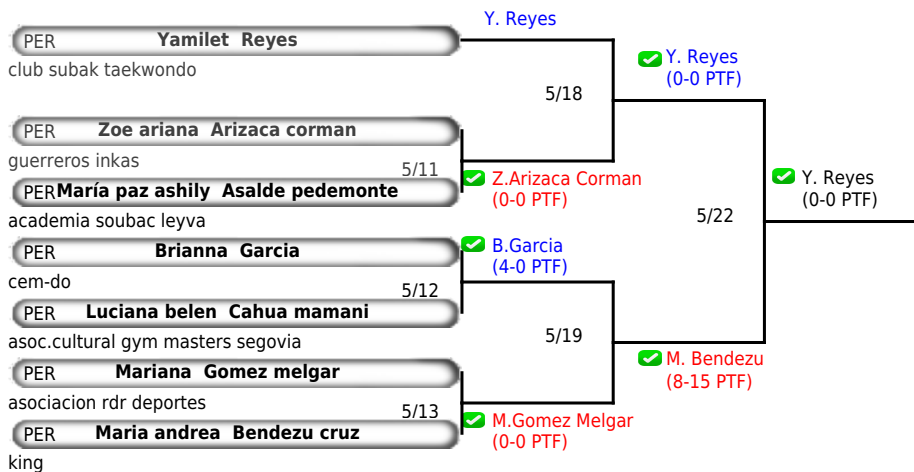 Y. Reyes
PER Yamilet Reyes
club subak taekwondo
Y. Reyes
(0-0 PTF)
5/18
PER Zoe ariana Arizaca corman
guerreros inkas
5/11
Z.Arizaca Corman
(0-0 PTF)
PER María paz ashily Asalde pedemonte
academia soubac leyva
Y. Reyes
(0-0 PTF)
5/22
PER Brianna Garcia
cem-do
B.Garcia
(4-0 PTF)
5/12
PER Luciana belen Cahua mamani
asoc.cultural gym masters segovia
5/19
PER Mariana Gomez melgar
asociacion rdr deportes
M. Bendezu
(8-15 PTF)
5/13
M.Gomez Melgar
(0-0 PTF)
PER Maria andrea Bendezu cruz
king